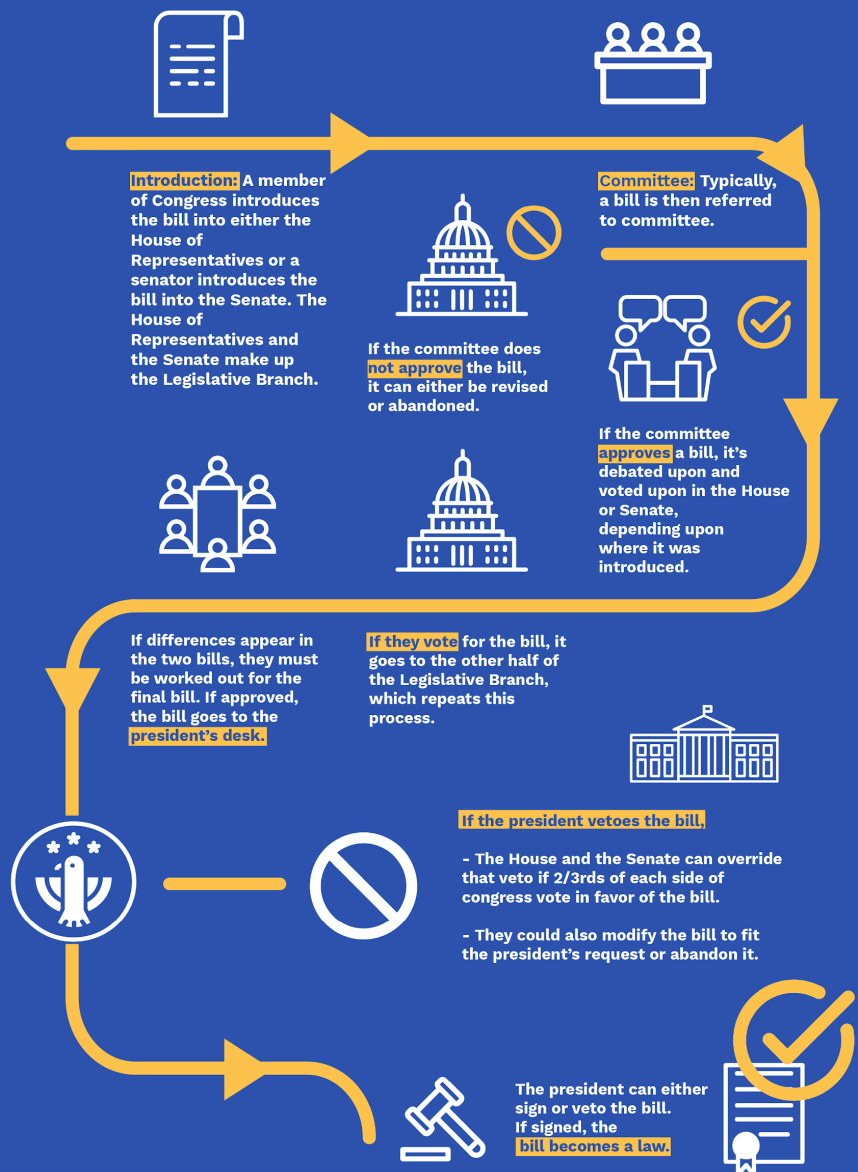 Introduction: A member
of Congress introduces
the bill into either the
House of
Representatives or a
senator introduces the
bill into the Senate. The
House of
Representatives and
the Senate make up
the Legislative Branch.
Committee: Typically,
a bill is then referred
to committee.
If the committee does
not approve the bill,
it can either be revised
or abandoned.
If the committee
approves a bill, it’s
debated upon and
voted upon in the House
or Senate,
depending upon
where it was
introduced.
If they vote for the bill, it
goes to the other half of
the Legislative Branch,
which repeats this
process.
If differences appear in
the two bills, they must
be worked out for the
final bill. If approved,
the bill goes to the
president’s desk.
If the president vetoes the bill,
- The House and the Senate can override
that veto if 2/3rds of each side of
congress vote in favor of the bill.
- They could also modify the bill to fit
the president’s request or abandon it.
The president can either
sign or veto the bill.
If signed, the
bill becomes a law.